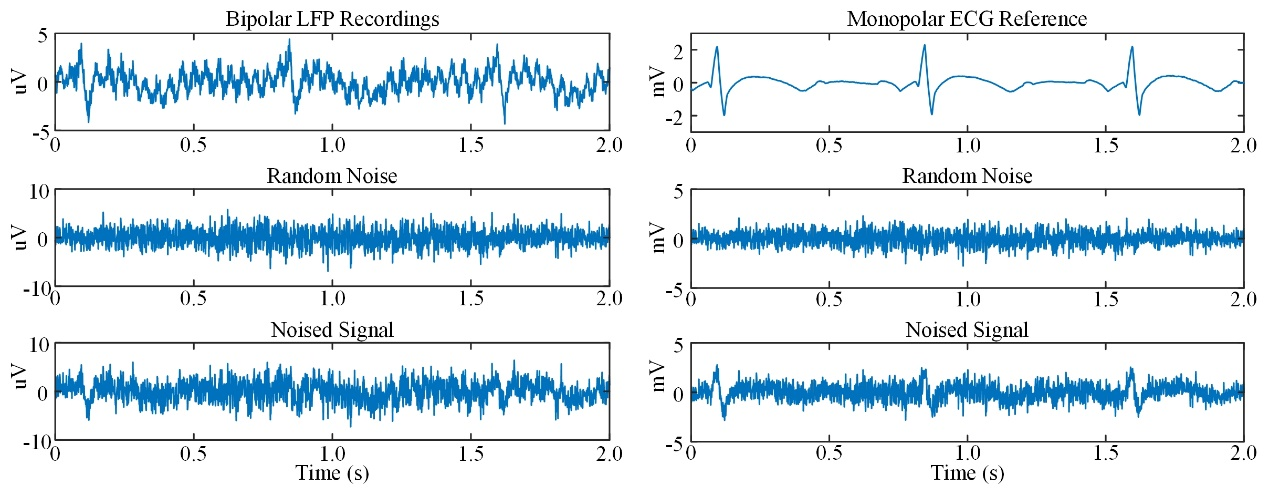 Bipolar LFP Recordings
uV
5
0
-5
0 0.5 1.0 1.5 2.0
Monopolar ECG Reference
mV
2
0
-2
0 0.5 1.0 1.5 2.0
Random Noise
uV
10
0
-10
0 0.5 1.0 1.5 2.0
Random Noise
mV
5
0
-5
0 0.5 1.0 1.5 2.0
Noised Signal
uV
10
0
-10
0 0.5 1.0 1.5 2.0
Time (s)
Noised Signal
mV
5
0
-5
0 0.5 1.0 1.5 2.0
Time (s)